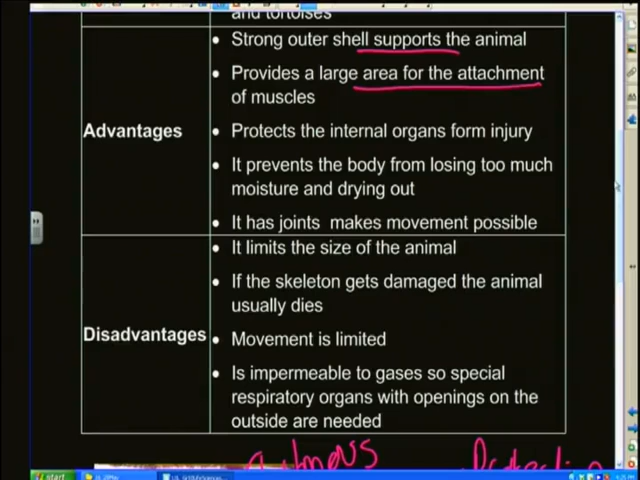 and tortoises
Strong outer shell supports the animal
Provides a large area for the attachment
of muscles
Advantages
Protects the internal organs form injury
It prevents the body from losing too much
moisture and drying out
It has joints makes movement possible
It limits the size of the animal
If the skeleton gets damaged the animal
usually dies
Disadvantages
Movement is limited
Is impermeable to gases so special
respiratory organs with openings on the
outside are needed
start